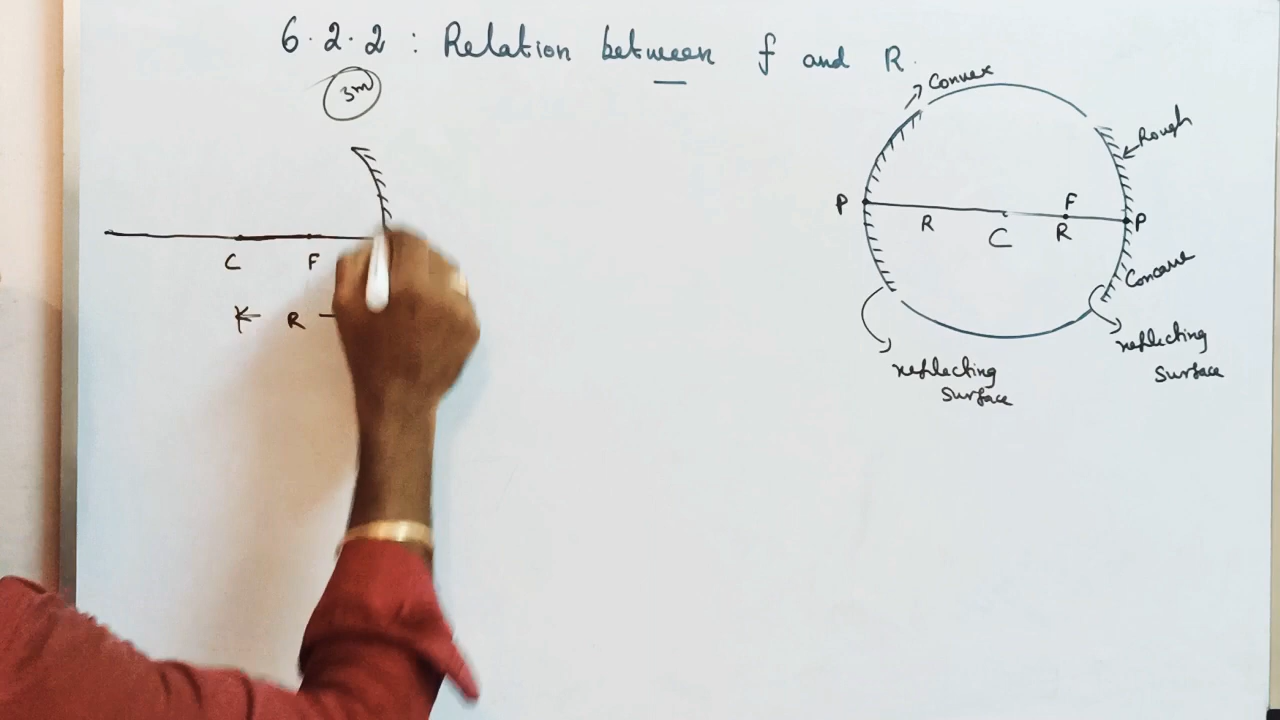 6.2.2 : Relation between f and R.
3m
C F
R
Convex
Rough
P R C F R P
Concave
reflecting
surface
reflecting
surface